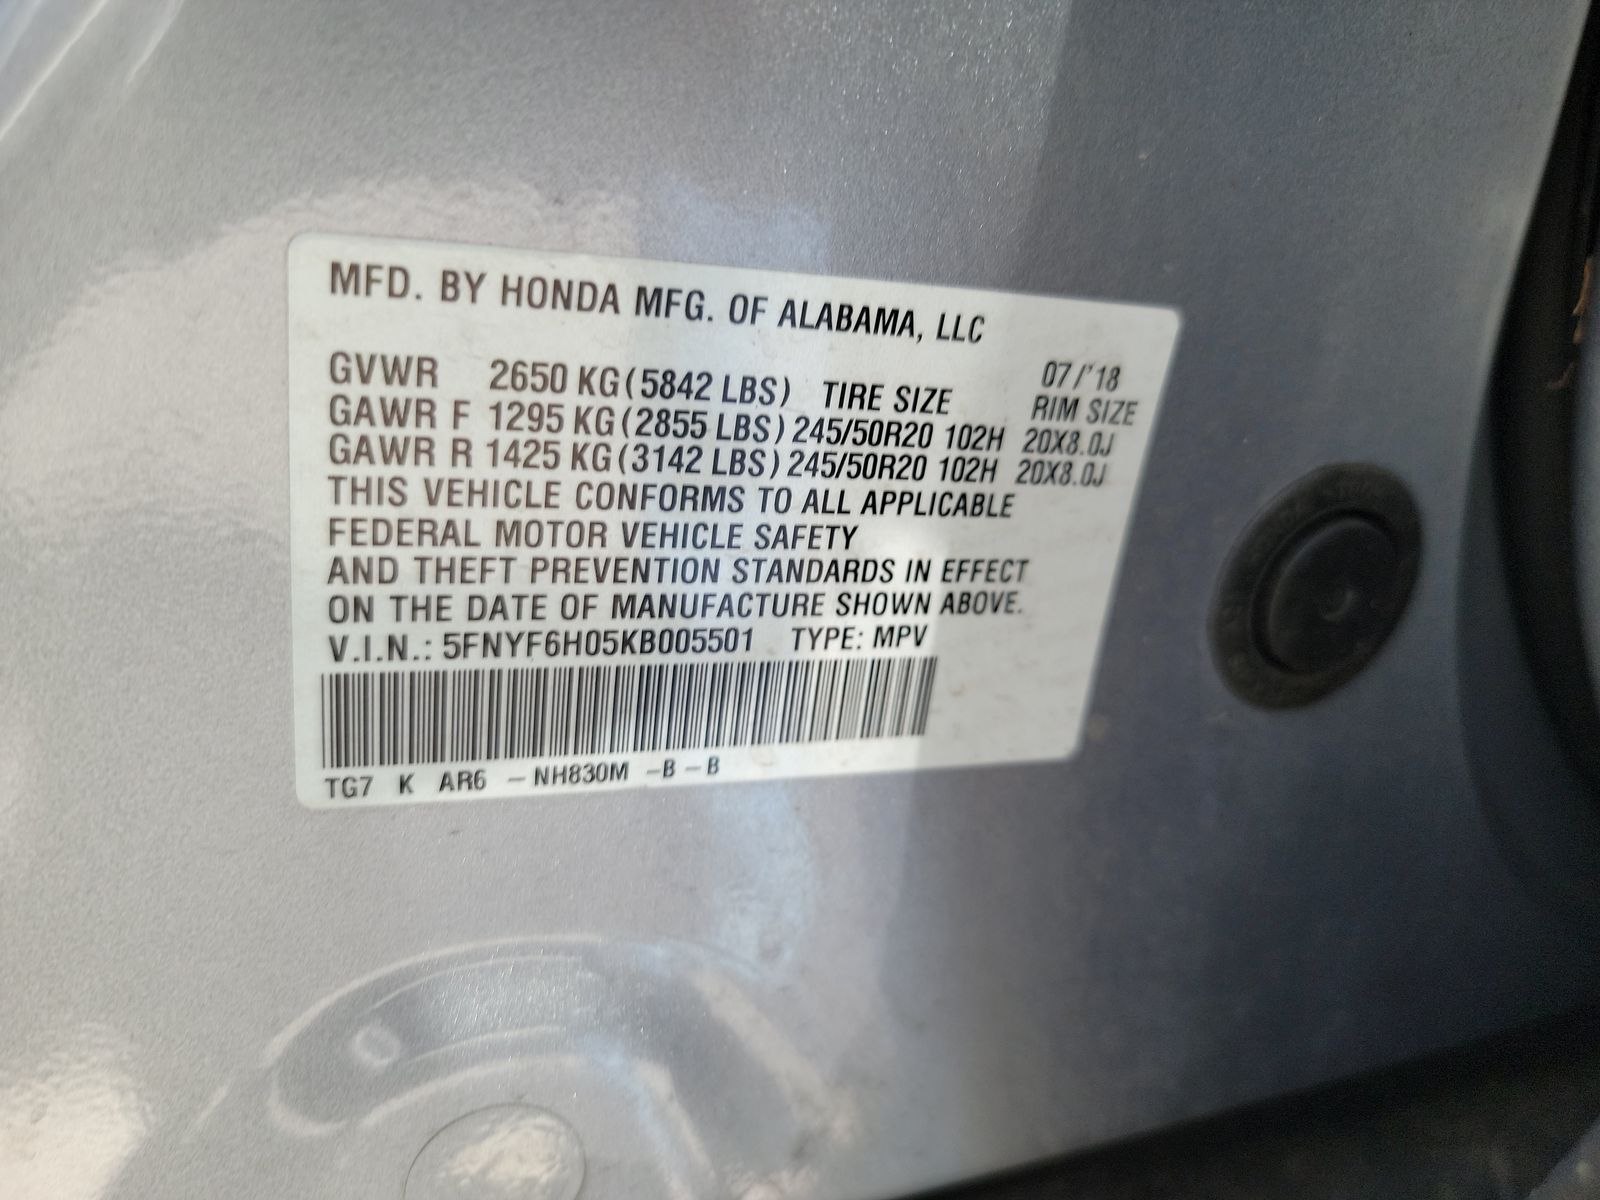 MFD. BY HONDA MFG. OF ALABAMA, LLC
07/'18
GVWR 2650 KG (5842 LBS) TIRE SIZE RIM SIZE
GAWR F 1295 KG (2855 LBS) 245/50R20 102H 20X8.0J
GAWR R 1425 KG (3142 LBS) 245/50R20 102H 20X8.0J
THIS VEHICLE CONFORMS TO ALL APPLICABLE
FEDERAL MOTOR VEHICLE SAFETY
AND THEFT PREVENTION STANDARDS IN EFFECT
ON THE DATE OF MANUFACTURE SHOWN ABOVE.
V.I.N.: 5FNYF6H05KB005501 TYPE: MPV
TG7 K AR6 -NH830M -B -B